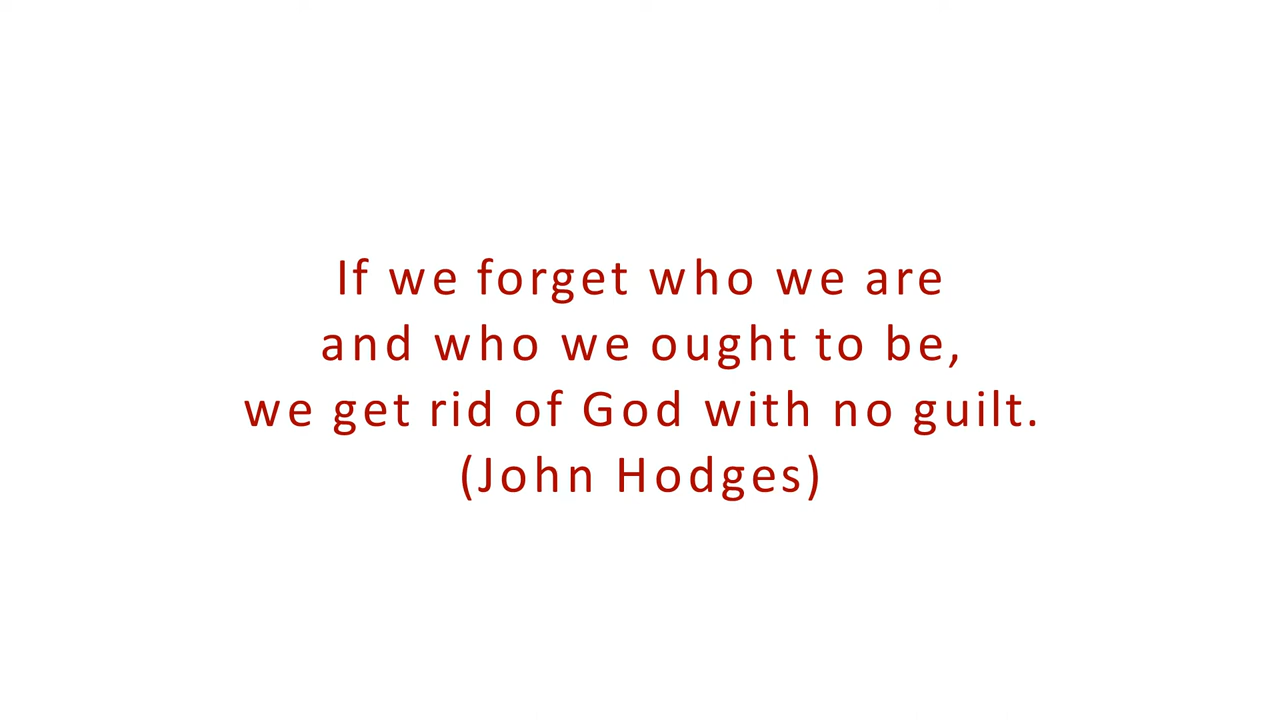 If we forget who we are
and who we ought to be,
we get rid of God with no guilt.
(John Hodges)